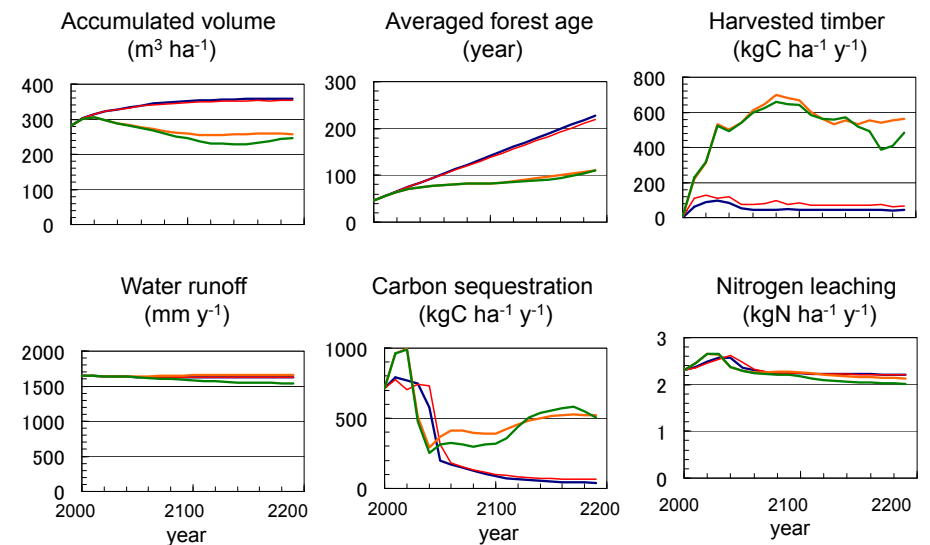 Accumulated volume
(m³ ha⁻¹)
400
300
200
100
0
Averaged forest age
(year)
300
200
100
0
Harvested timber
(kgC ha⁻¹ y⁻¹)
800
600
400
200
0
Water runoff
(mm y⁻¹)
2000
1500
1000
500
0
2000
2100
2200
year
Carbon sequestration
(kgC ha⁻¹ y⁻¹)
1000
500
0
2000
2100
2200
year
Nitrogen leaching
(kgN ha⁻¹ y⁻¹)
3
2
1
0
2000
2100
2200
year